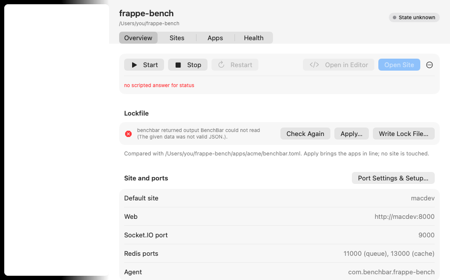 frappe-bench
/Users/you/frappe-bench
State unknown
Overview
Sites
Apps
Health
Start
Stop
Restart
Open in Editor
Open Site
no scripted answer for status
Lockfile
benchbar returned output BenchBar could not read
(The given data was not valid JSON.)
Check Again
Apply...
Write Lock File...
Compared with /Users/you/frappe-bench/apps/acme/benchbar.toml. Apply brings the apps in line; no site is touched.
Site and ports
Port Settings & Setup...
Default site
macdev
Web
http://macdev:8000
Socket.IO port
9000
Redis ports
11000 (queue), 13000 (cache)
Agent
com.benchbar.frappe-bench